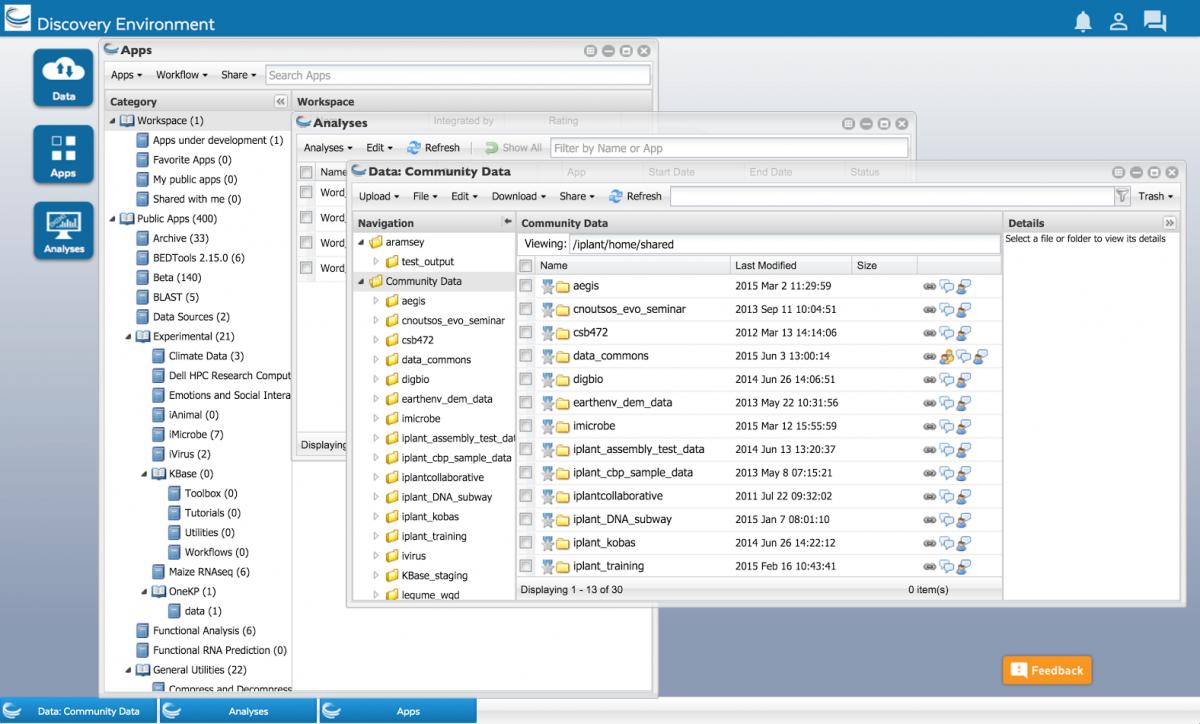 Discovery Environment
Data
Apps
Analyses
Apps
Apps Workflow Share Search Apps
Category
Workspace (1)
Apps under development (1)
Favorite Apps (0)
My public apps (0)
Shared with me (0)
Public Apps (400)
Archive (33)
BEDTools 2.15.0 (6)
Beta (140)
BLAST (5)
Data Sources (2)
Experimental (21)
Climate Data (3)
Dell HPC Research Comput
Emotions and Social Intera
iAnimal (0)
iMicrobe (7)
iVirus (2)
KBase (0)
Toolbox (0)
Tutorials (0)
Utilities (0)
Workflows (0)
Maize RNAseq (6)
OneKP (1)
data (1)
Functional Analysis (6)
Functional RNA Prediction (0)
General Utilities (22)
Compress and Decompress
Workspace
Integrated by Rating
Analyses
Analyses Edit Refresh Show All Filter by Name or App
Name App Start Date End Date Status
Word
Word
Word
Word
Displaying
Data: Community Data
Upload File Edit Download Share Refresh Trash
Navigation
aramsey
test_output
Community Data
aegis
cnoutsos_evo_seminar
csb472
data_commons
digbio
earthenv_dem_data
imicrobe
iplant_assembly_test_dat
iplant_cbp_sample_data
iplantcollaborative
iplant_DNA_subway
iplant_kobas
iplant_training
ivirus
KBase_staging
legume_wgd
Community Data
Viewing: /iplant/home/shared
Name Last Modified Size
aegis 2015 Mar 2 11:29:59
cnoutsos_evo_seminar 2013 Sep 11 10:04:51
csb472 2012 Mar 13 14:14:06
data_commons 2015 Jun 3 13:00:14
digbio 2014 Jun 26 14:06:51
earthenv_dem_data 2013 May 22 10:31:56
imicrobe 2015 Mar 12 15:55:59
iplant_assembly_test_data 2014 Jun 13 13:20:37
iplant_cbp_sample_data 2013 May 8 07:15:21
iplantcollaborative 2011 Jul 22 09:32:02
iplant_DNA_subway 2015 Jan 7 08:01:10
iplant_kobas 2014 Jun 26 14:22:12
iplant_training 2015 Feb 16 10:43:41
Displaying 1 - 13 of 30 0 item(s)
Details
Select a file or folder to view its details
Feedback
Data: Community Data
Analyses
Apps